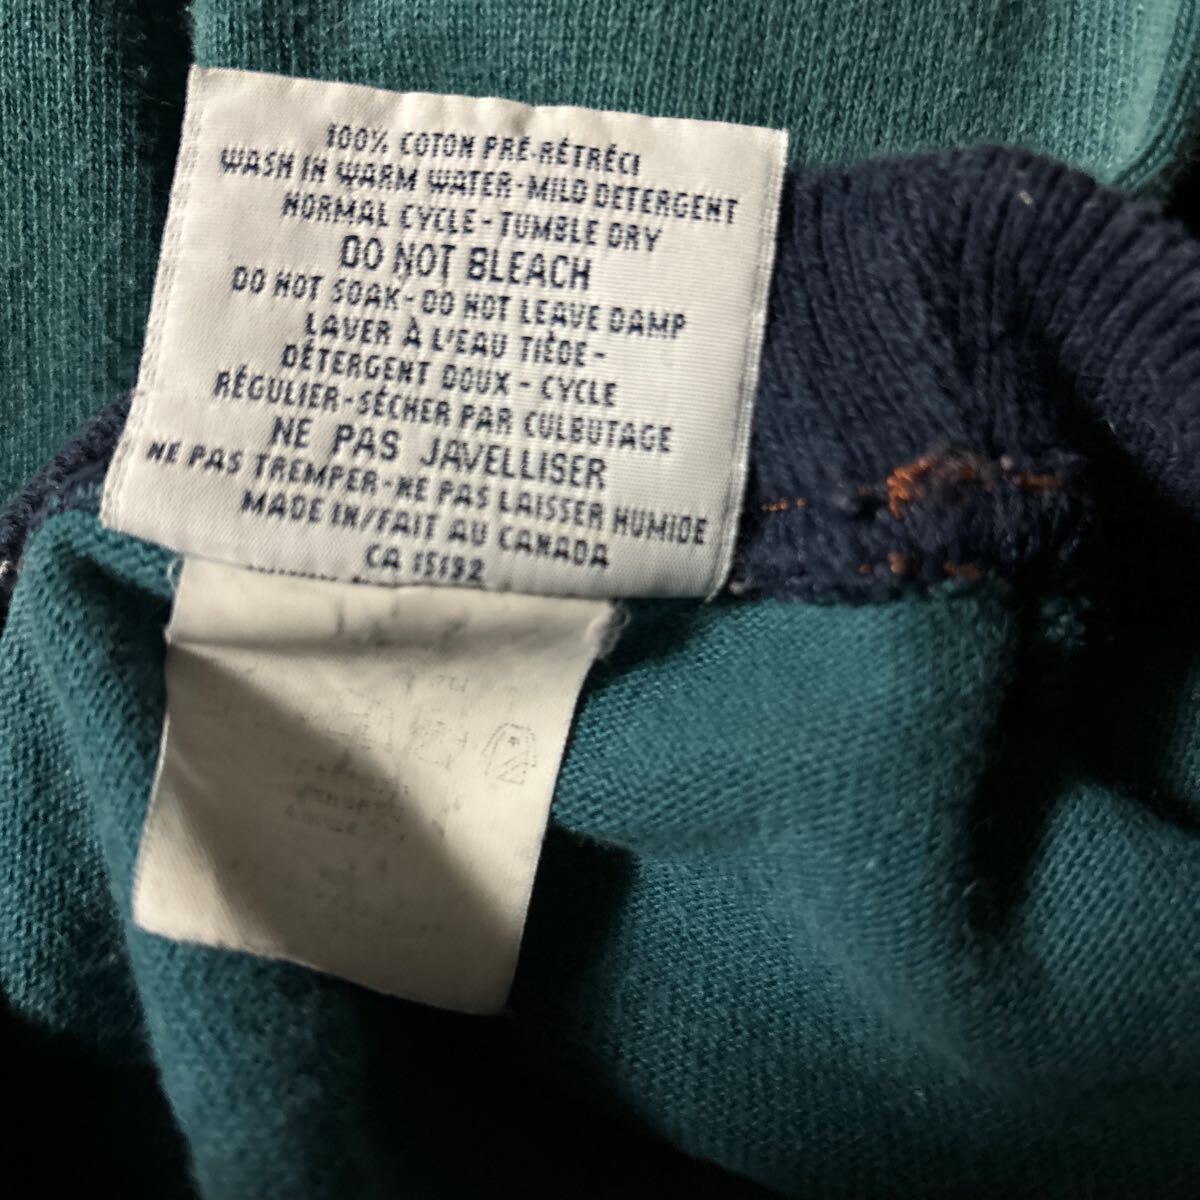 100% COTON PRÉ-RÉTRÉCI
WASH IN WARM WATER-MILD DETERGENT
NORMAL CYCLE-TUMBLE DRY
DO NOT BLEACH
DO NOT SOAK-DO NOT LEAVE DAMP
LAVER À L'EAU TIÈDE-
DÉTERGENT DOUX-CYCLE
RÉGULIER-SÉCHER PAR CULBUTAGE
NE PAS JAVELLISER
NE PAS TREMPER-NE PAS LAISSER HUMIDE
MADE IN/FAIT AU CANADA
CA 15192